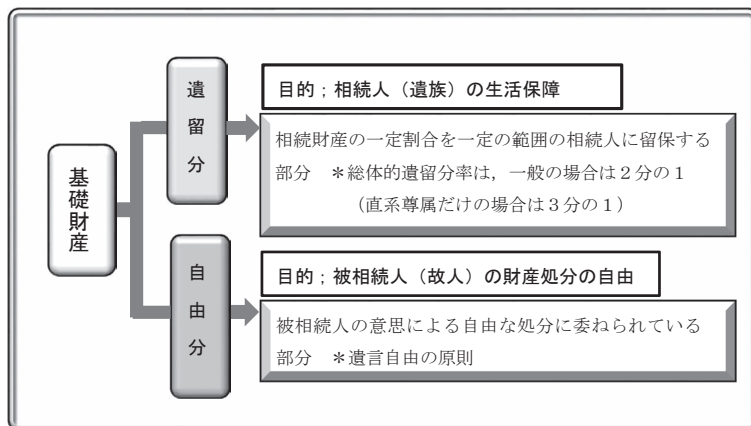 基礎財産
遺留分
目的；相続人（遺族）の生活保障
相続財産の一定割合を一定の範囲の相続人に留保する
部分　＊総体的遺留分率は，一般の場合は２分の１
（直系尊属だけの場合は３分の１）
自由分
目的；被相続人（故人）の財産処分の自由
被相続人の意思による自由な処分に委ねられている
部分　＊遺言自由の原則